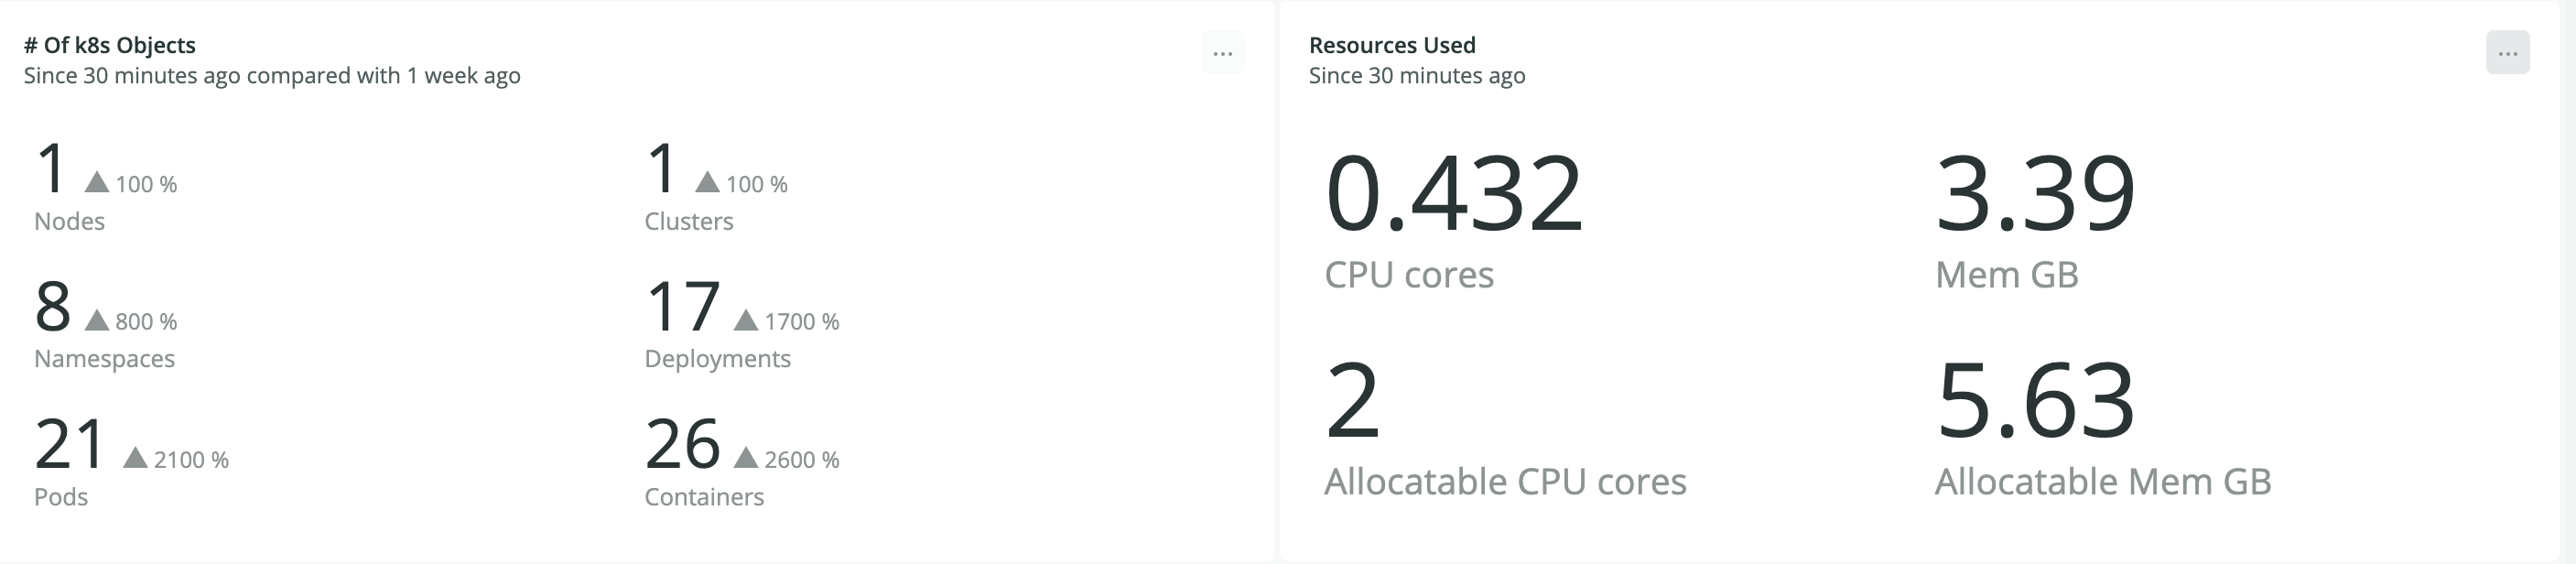 # Of k8s Objects
Since 30 minutes ago compared with 1 week ago
1 ▲ 100 %
Nodes
1 ▲ 100 %
Clusters
8 ▲ 800 %
Namespaces
17 ▲ 1700 %
Deployments
21 ▲ 2100 %
Pods
26 ▲ 2600 %
Containers
Resources Used
Since 30 minutes ago
0.432
CPU cores
3.39
Mem GB
2
Allocatable CPU cores
5.63
Allocatable Mem GB